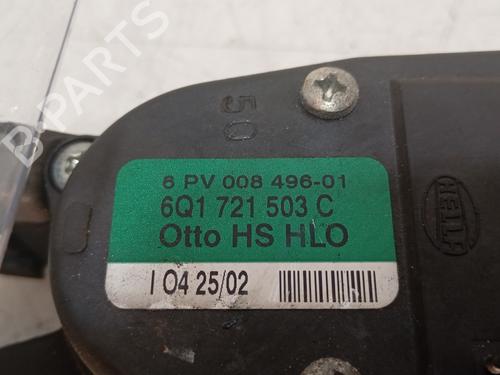 B-PARTS
50
6 PV 008 496-01
6Q1 721 503 C
Otto HS HLO
I 04 25/02
HELLA